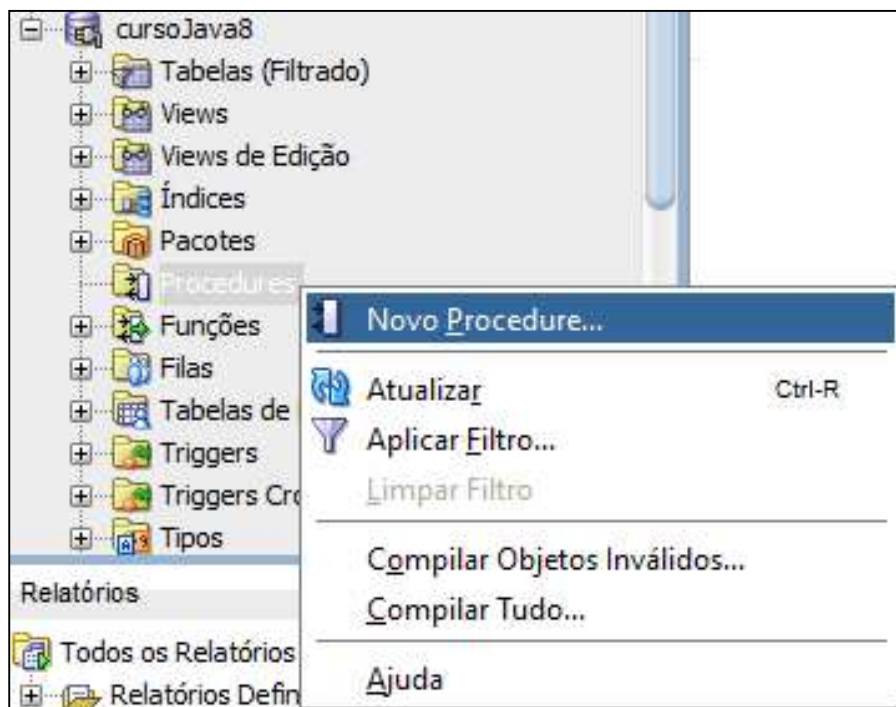 cursoJava8
Tabelas (Filtrado)
Views
Views de Edição
Índices
Pacotes
Procedures
Funções
Filas
Tabelas de
Triggers
Triggers Cro
Tipos
Novo Procedure...
Atualizar Ctrl-R
Aplicar Filtro...
Limpar Filtro
Compilar Objetos Inválidos...
Compilar Tudo...
Ajuda
Relatórios
Todos os Relatórios
Relatórios Defin